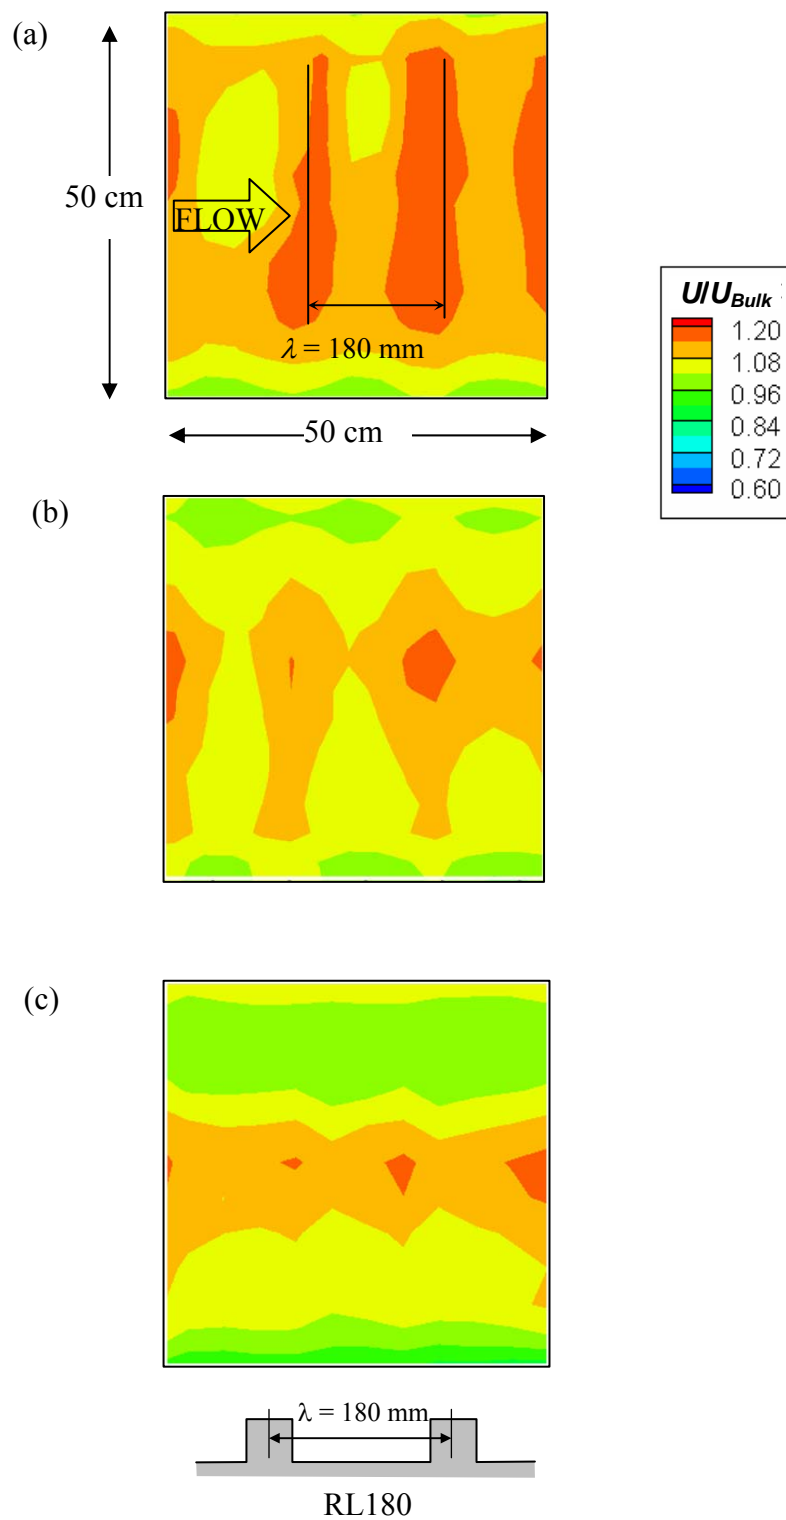 (a)
50 cm
FLOW
λ = 180 mm
50 cm
U/U_Bulk
1.20
1.08
0.96
0.84
0.72
0.60
(b)
(c)
λ = 180 mm
RL180